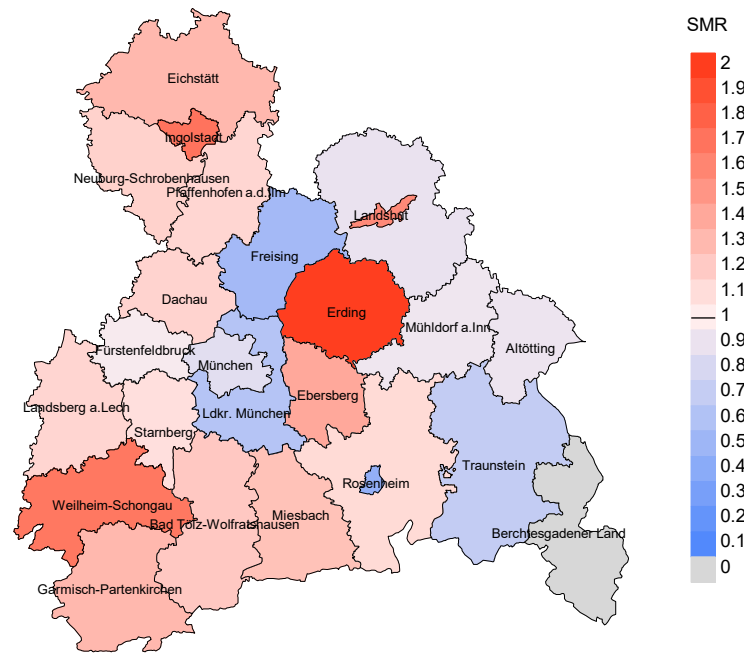 SMR
2
1.9
1.8
1.7
1.6
1.5
1.4
1.3
1.2
1.1
1
0.9
0.8
0.7
0.6
0.5
0.4
0.3
0.2
0.1
0
Eichstätt
Ingolstadt
Neuburg-Schrobenhausen
Pfaffenhofen a.d.Ilm
Landshut
Freising
Dachau
Erding
Mühldorf a.Inn
Altötting
Fürstenfeldbruck
München
Ebersberg
Landsberg a.Lech
Ldkr. München
Starnberg
Traunstein
Rosenheim
Weilheim-Schongau
Bad Tölz-Wolfratshausen
Miesbach
Berchtesgadener Land
Garmisch-Partenkirchen